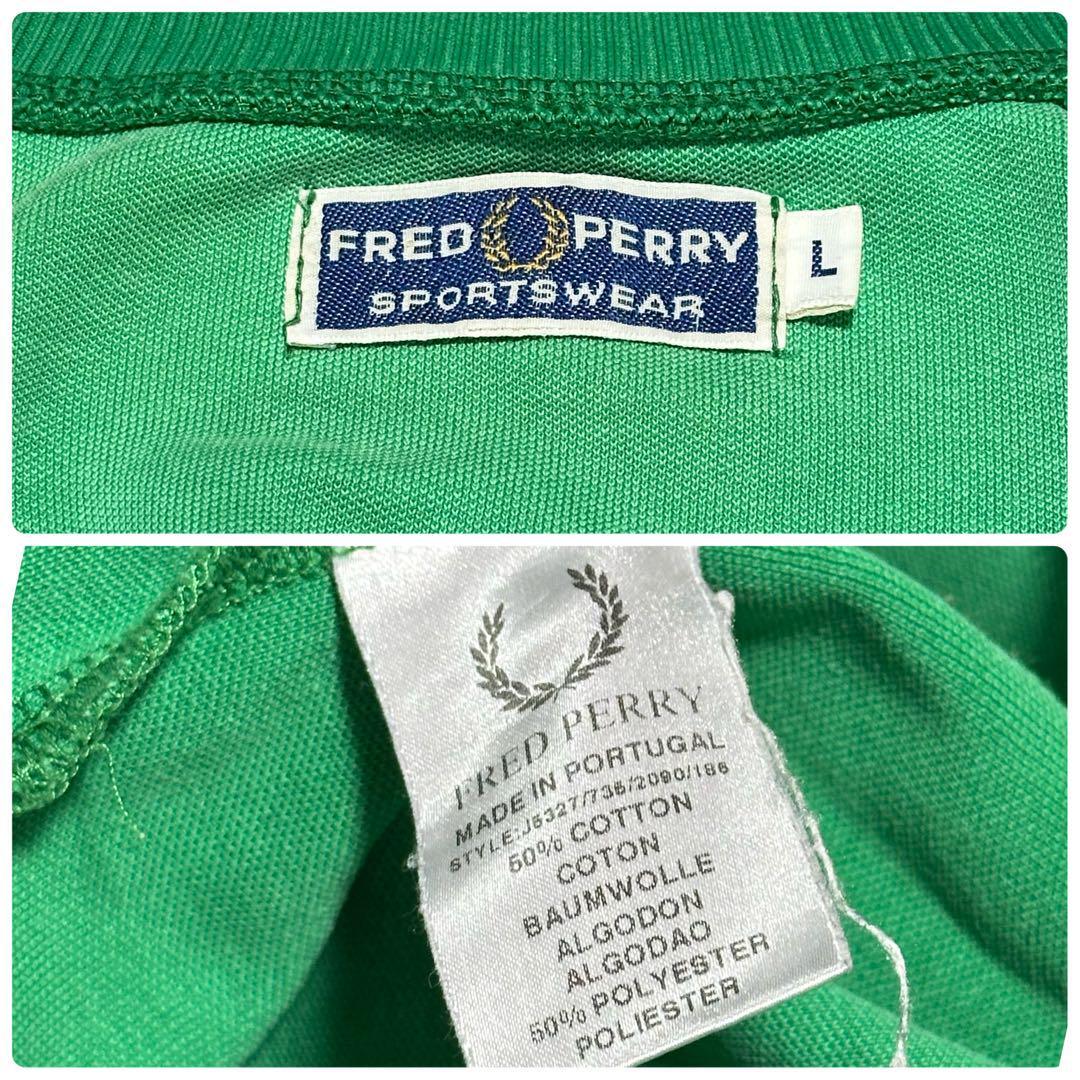 FRED PERRY
SPORTSWEAR
L
FRED PERRY
MADE IN PORTUGAL
STYLE:J5327/736/2090/186
50% COTTON
COTON
BAUMWOLLE
ALGODON
ALGODAO
50% POLYESTER
POLIESTER